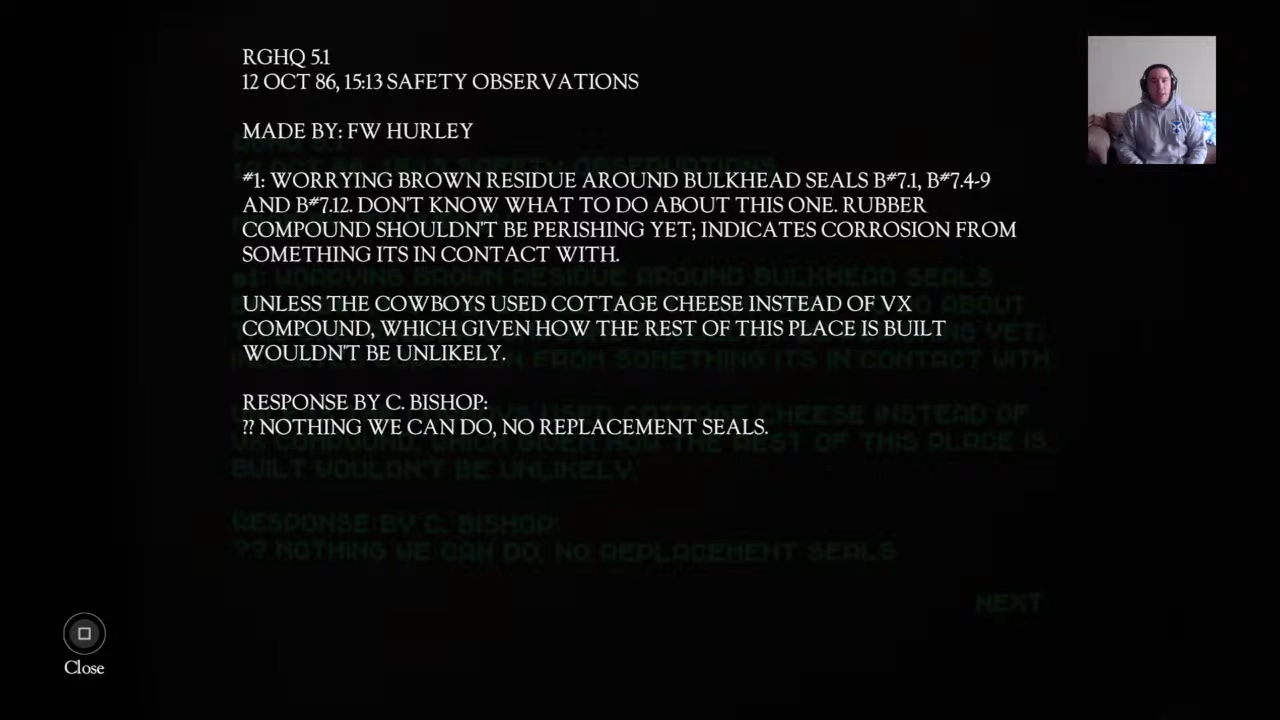 RGHQ 5.1
12 OCT 86, 15:13 SAFETY OBSERVATIONS
MADE BY: FW HURLEY
#1: WORRYING BROWN RESIDUE AROUND BULKHEAD SEALS B#7.1, B#7.4-9
AND B#7.12. DON'T KNOW WHAT TO DO ABOUT THIS ONE. RUBBER
COMPOUND SHOULDN'T BE PERISHING YET; INDICATES CORROSION FROM
SOMETHING ITS IN CONTACT WITH.
UNLESS THE COWBOYS USED COTTAGE CHEESE INSTEAD OF VX
COMPOUND, WHICH GIVEN HOW THE REST OF THIS PLACE IS BUILT
WOULDN'T BE UNLIKELY.
RESPONSE BY C. BISHOP:
?? NOTHING WE CAN DO, NO REPLACEMENT SEALS.
NEXT
Close